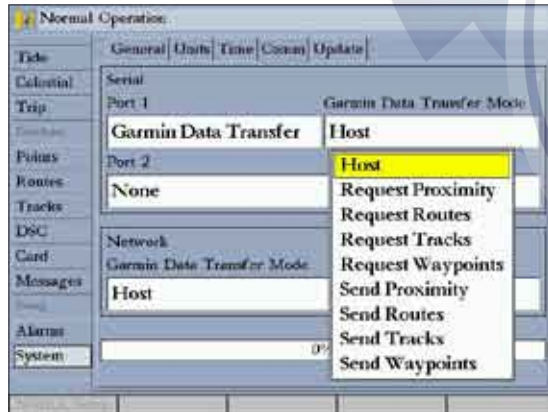 Normal Operation
General Units Time Comm Update
Tide
Celestial
Trip
Points
Routes
Tracks
DSC
Card
Messages
Alarms
System
Serial
Port 1
Garmin Data Transfer Mode
Garmin Data Transfer
Host
Port 2
None
Host
Request Proximity
Request Routes
Request Tracks
Request Waypoints
Send Proximity
Send Routes
Send Tracks
Send Waypoints
Network
Garmin Data Transfer Mode
Host
0%